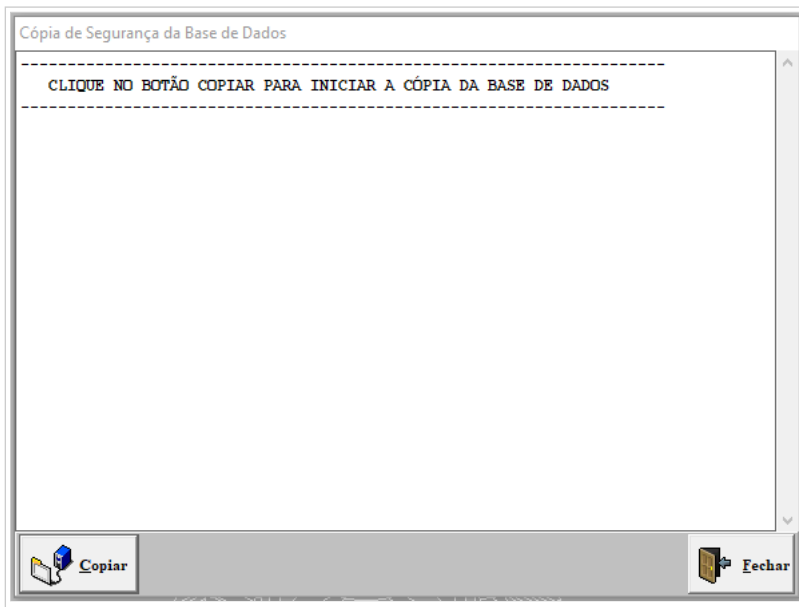 Cópia de Segurança da Base de Dados
----------------------------------------------------------------------
CLIQUE NO BOTÃO COPIAR PARA INICIAR A CÓPIA DA BASE DE DADOS
----------------------------------------------------------------------
Copiar
Fechar